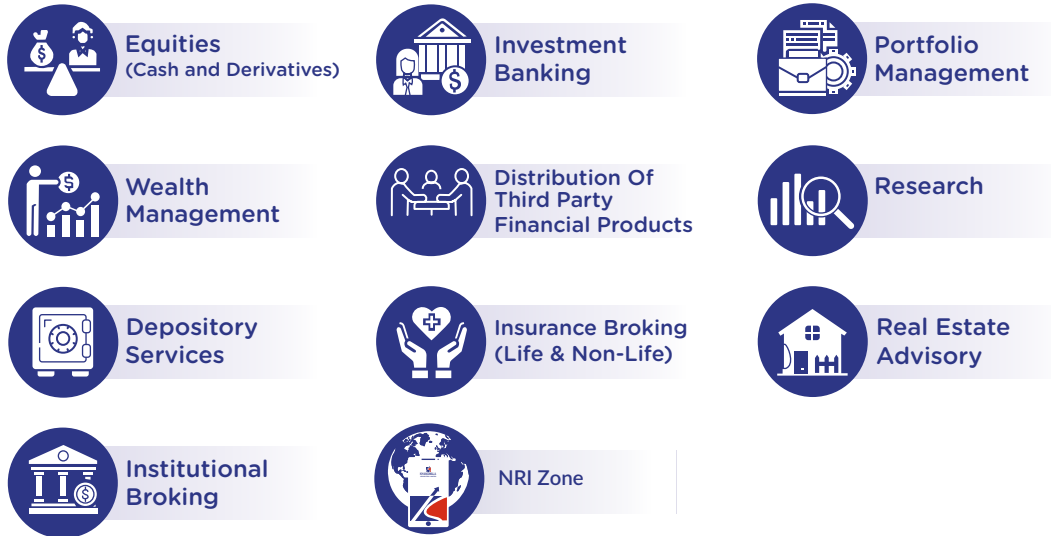 Equities
(Cash and Derivatives)
Investment
Banking
Portfolio
Management
Wealth
Management
Distribution Of
Third Party
Financial Products
Research
Depository
Services
Insurance Broking
(Life & Non-Life)
Real Estate
Advisory
Institutional
Broking
NRI Zone